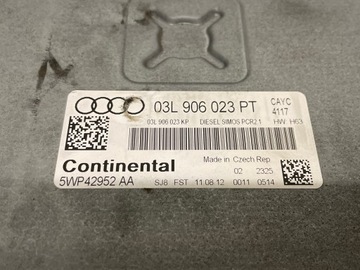 03L 906 023 PT CAYC
4117
03L 906 023 KP DIESEL SIMOS PCR2.1 HW: H63
Made in Czech Rep.
Continental 02 2325
5WP42952 AA SJ8 FST 11.08.12 0011 0514